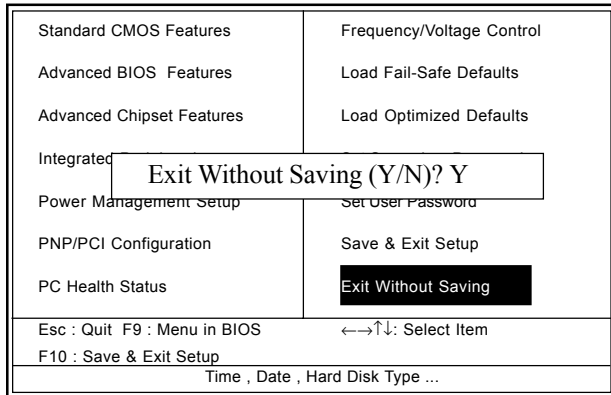 Standard CMOS Features
Advanced BIOS Features
Advanced Chipset Features
Integrated
Power Management Setup
PNP/PCI Configuration
PC Health Status
Frequency/Voltage Control
Load Fail-Safe Defaults
Load Optimized Defaults
Set User Password
Save & Exit Setup
Exit Without Saving
Exit Without Saving (Y/N)? Y
Esc : Quit F9 : Menu in BIOS
←→↑↓: Select Item
F10 : Save & Exit Setup
Time , Date , Hard Disk Type ...